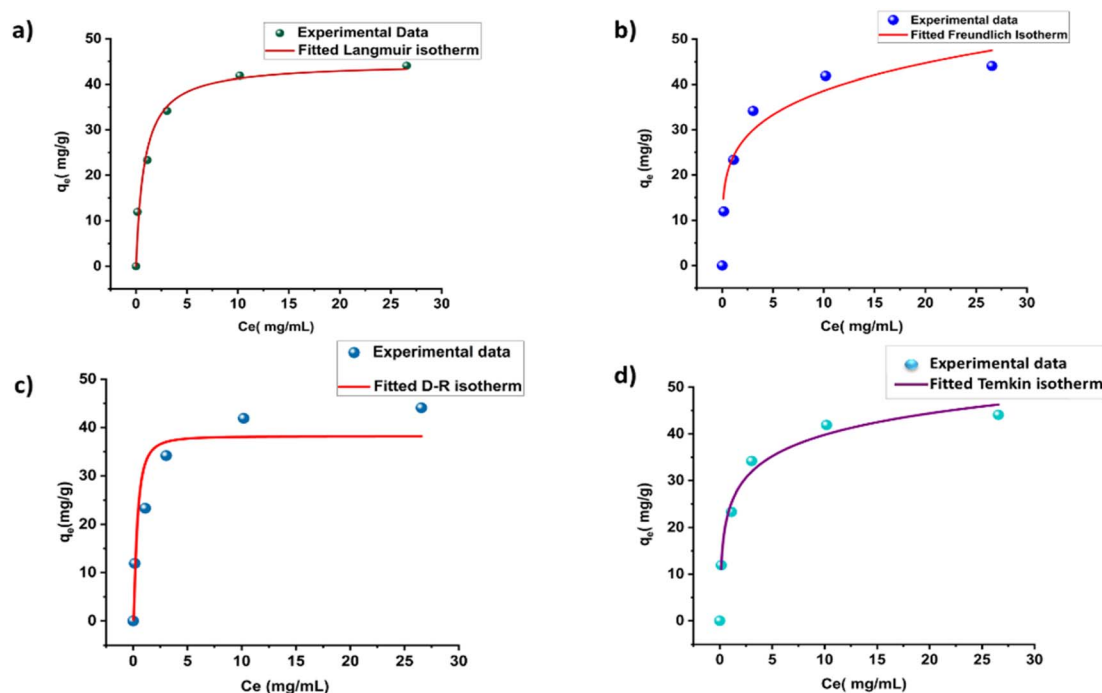 a)
Experimental Data
Fitted Langmuir isotherm
50
40
30
20
10
0
qe( mg/g)
0 5 10 15 20 25 30
Ce( mg/mL)
b)
Experimental data
Fitted Freundlich Isotherm
50
40
30
20
10
0
qe (mg/g)
0 5 10 15 20 25 30
Ce( mg/mL)
c)
Experimental data
Fitted D-R isotherm
50
40
30
20
10
0
qe(mg/g)
0 5 10 15 20 25 30
Ce (mg/mL)
d)
Experimental data
Fitted Temkin isotherm
50
40
30
20
10
0
qe( mg/g)
0 5 10 15 20 25 30
Ce( mg/mL)